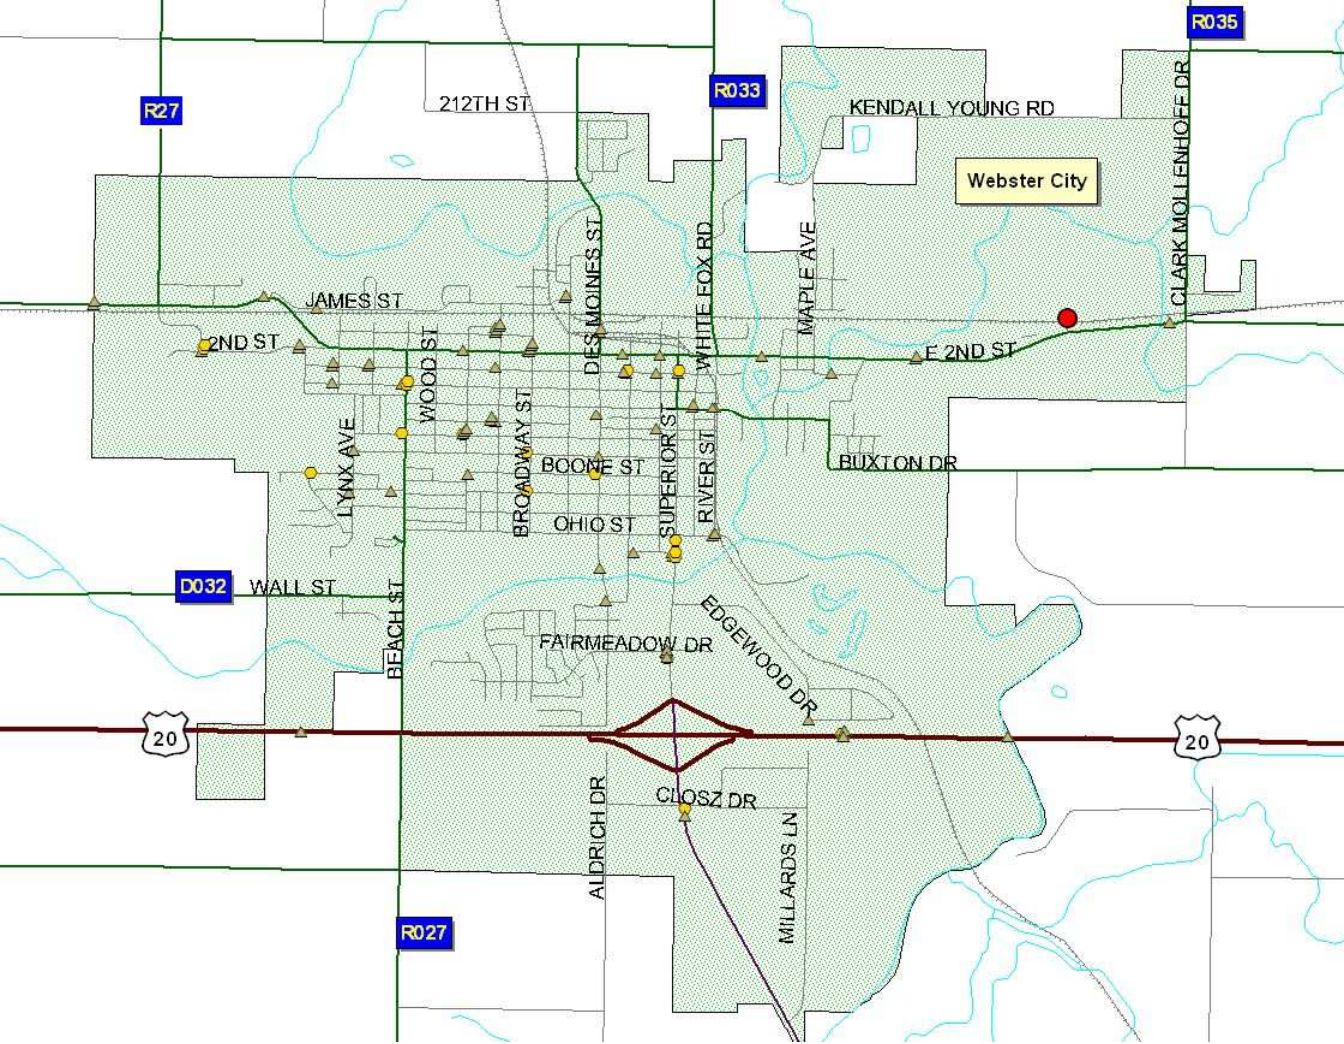 R035
R033
R27
212TH ST
KENDALL YOUNG RD
CLARK MOLLENHOFF DR
Webster City
DES MOINES ST
WHITE FOX RD
MAPLE AVE
JAMES ST
2ND ST
WOOD ST
E 2ND ST
LYNX AVE
BROADWAY ST
SUPERIOR ST
RIVER ST
BOONE ST
BUXTON DR
OHIO ST
D032
WALL ST
BEACH ST
FAIRMEADOW DR
EDGEWOOD DR
20
20
CLOSZ DR
ALDRICH DR
MILLARDS LN
R027